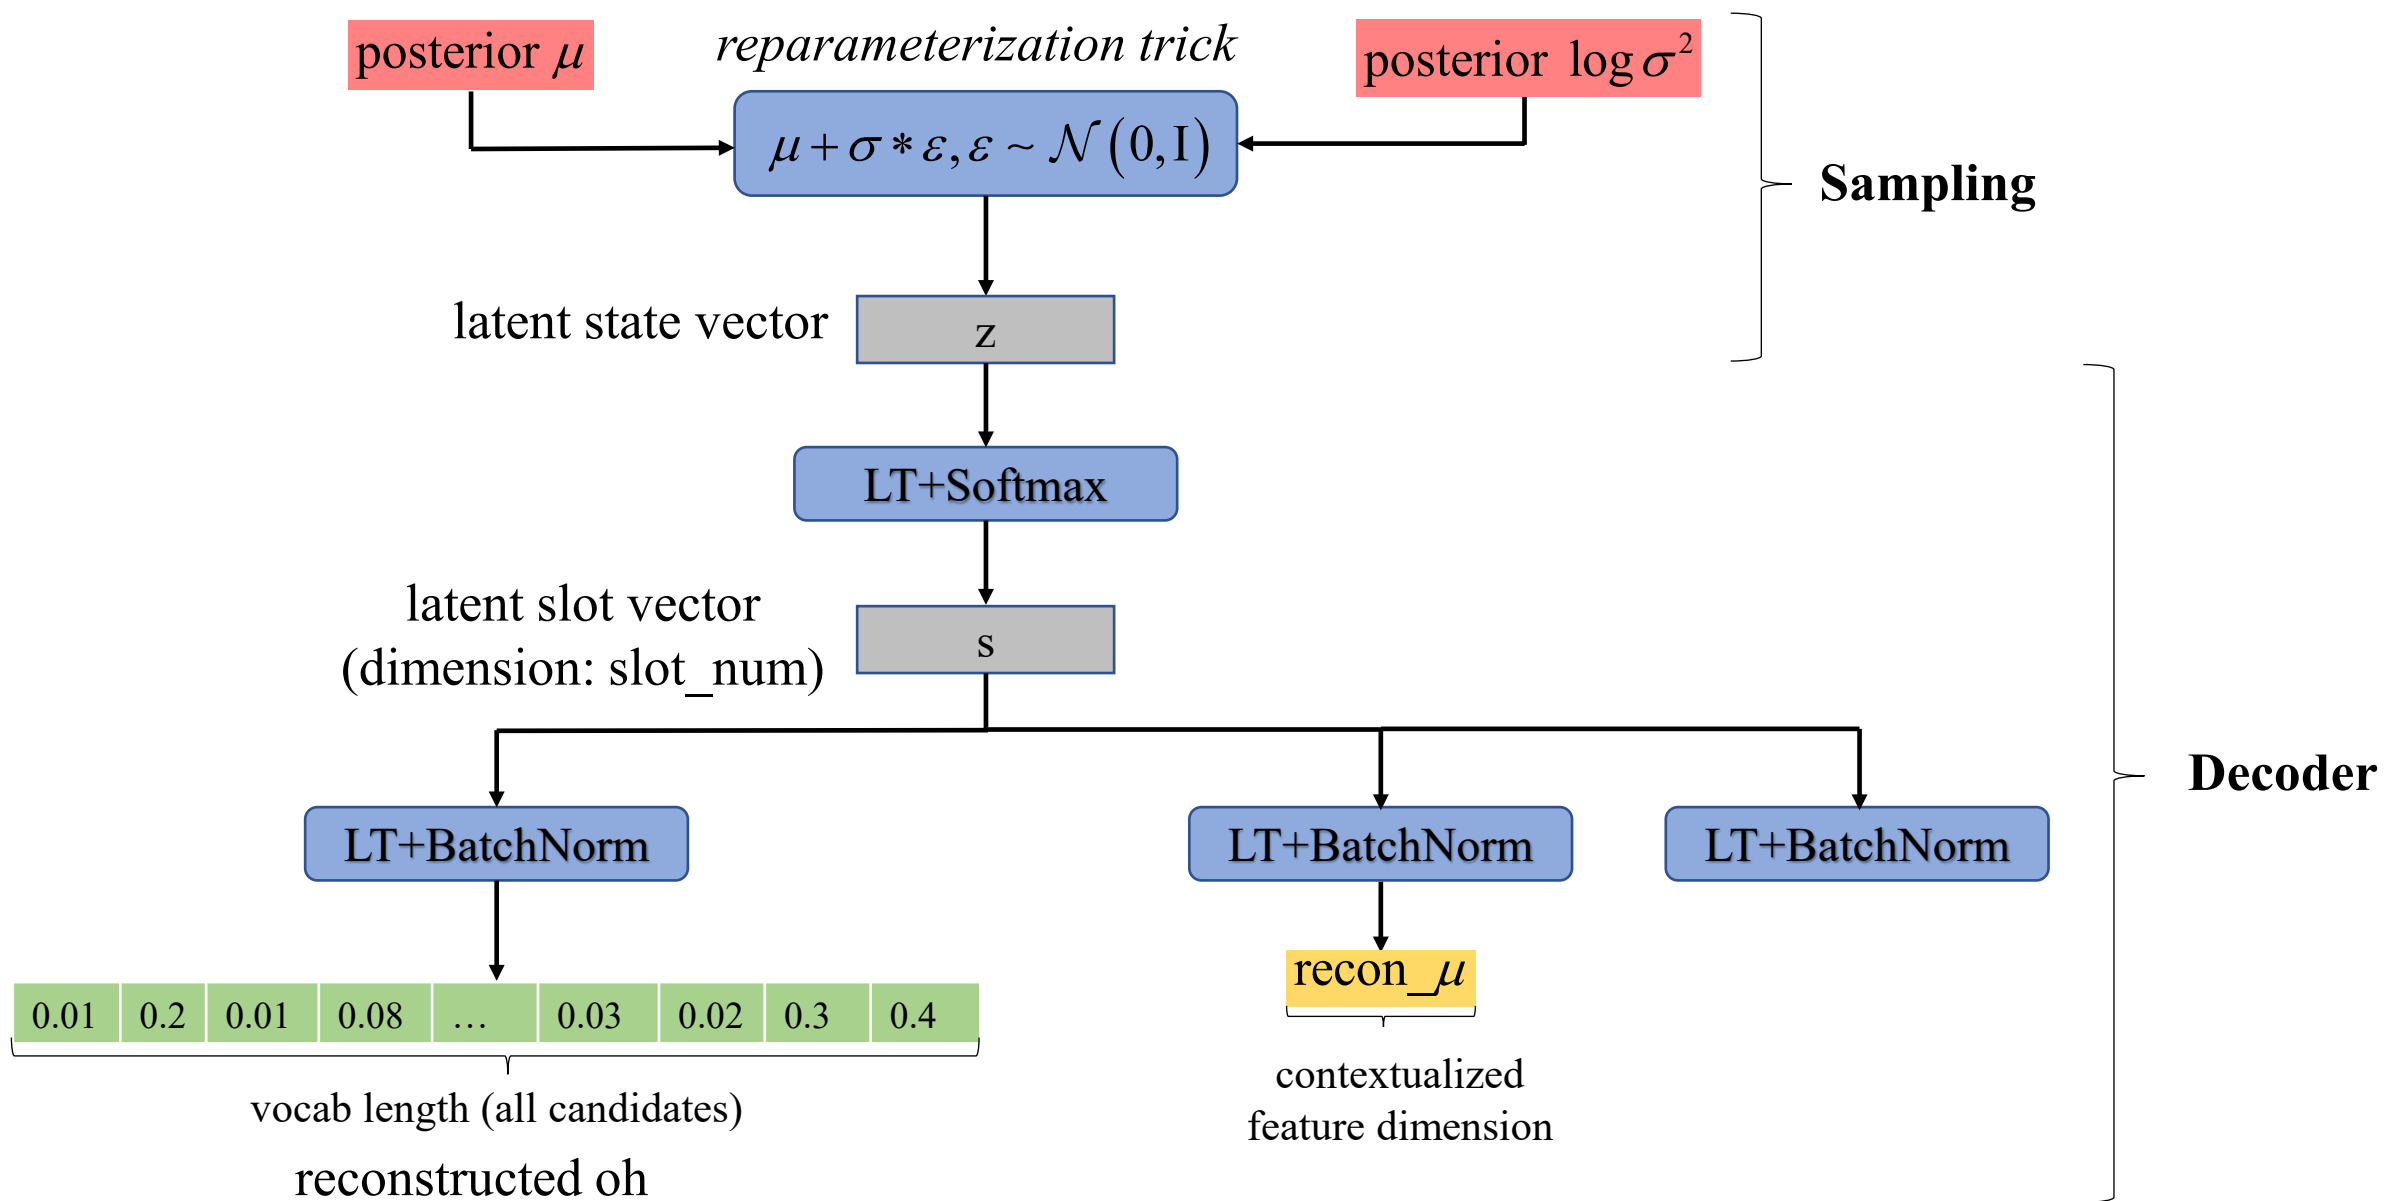 posterior μ
reparameterization trick
posterior log σ²
μ + σ * ε, ε ~ 𝒩(0, I)
Sampling
latent state vector
z
LT+Softmax
latent slot vector
(dimension: slot_num)
s
Decoder
LT+BatchNorm
LT+BatchNorm
LT+BatchNorm
recon_μ
0.01 0.2 0.01 0.08 … 0.03 0.02 0.3 0.4
contextualized
feature dimension
vocab length (all candidates)
reconstructed oh